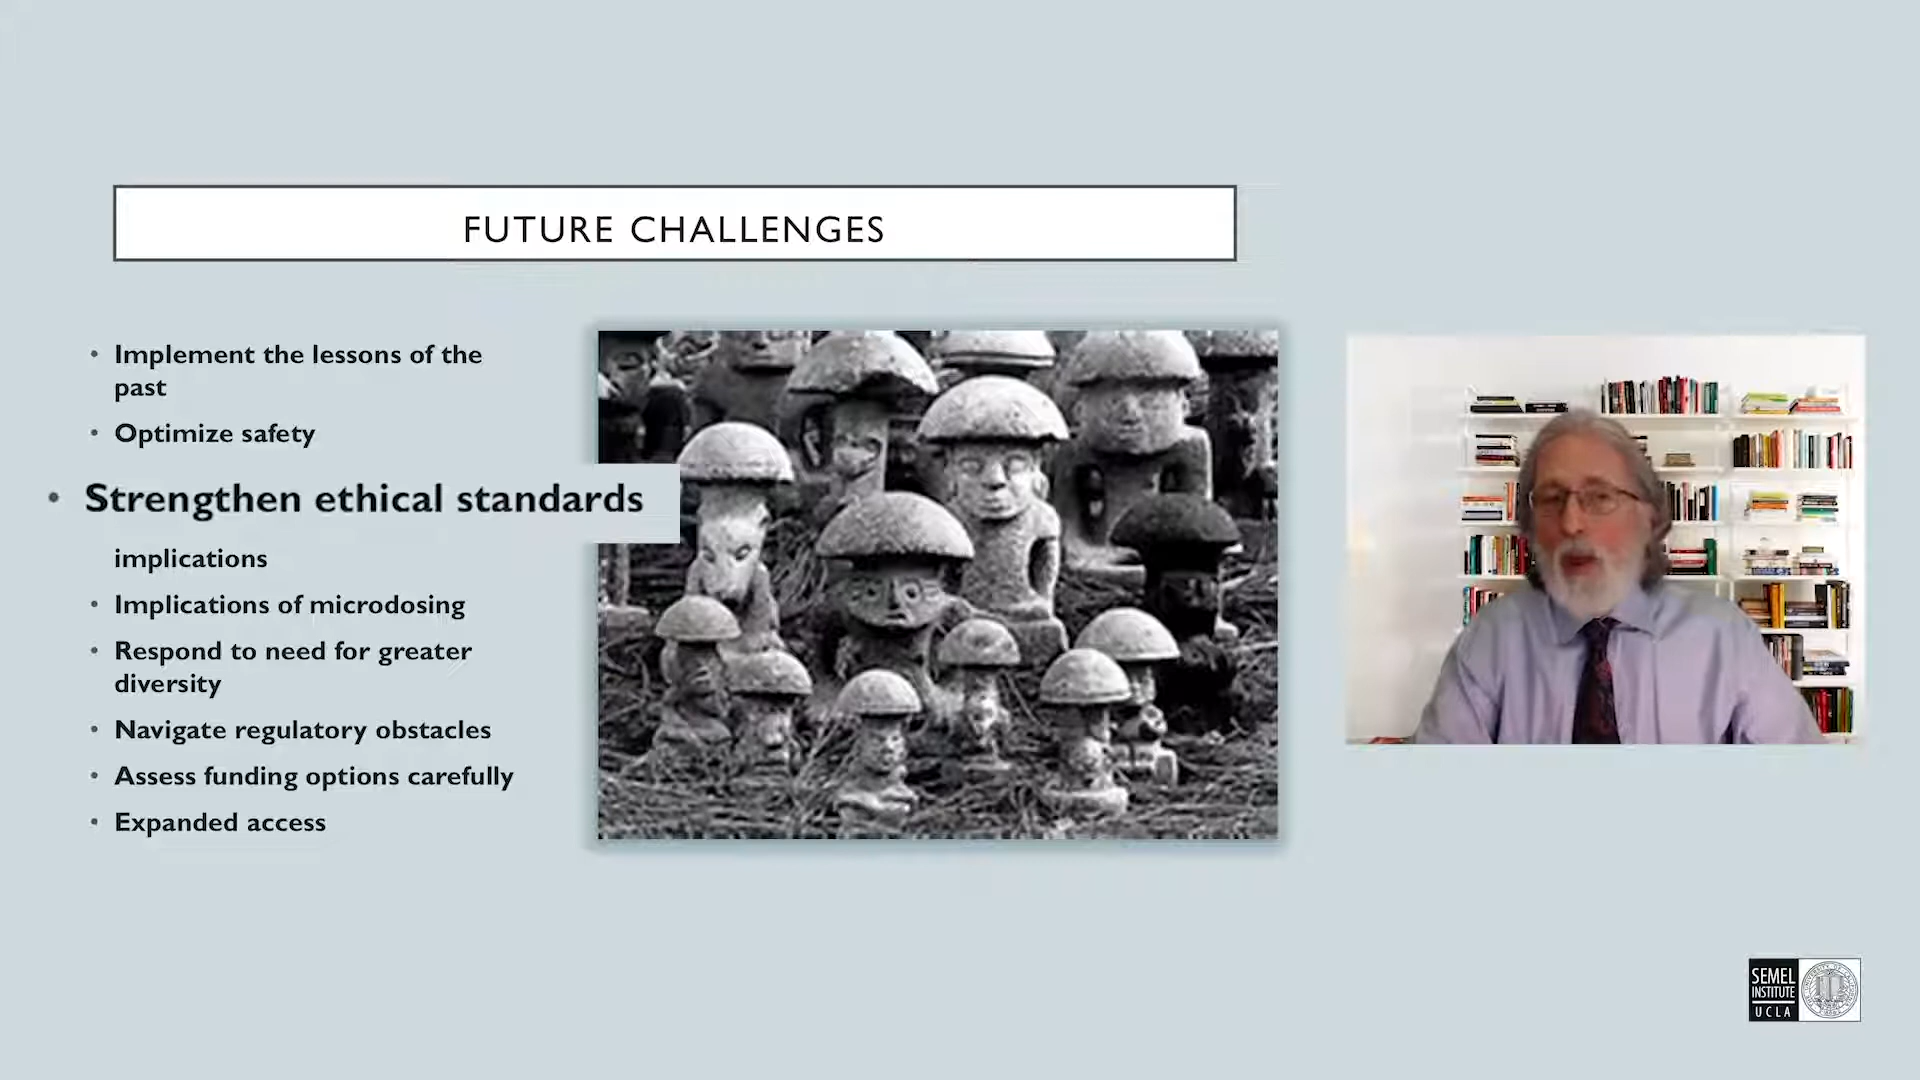 FUTURE CHALLENGES
• Implement the lessons of the
past
• Optimize safety
• Strengthen ethical standards
implications
• Implications of microdosing
• Respond to need for greater
diversity
• Navigate regulatory obstacles
• Assess funding options carefully
• Expanded access
SEMEL
INSTITUTE
UCLA